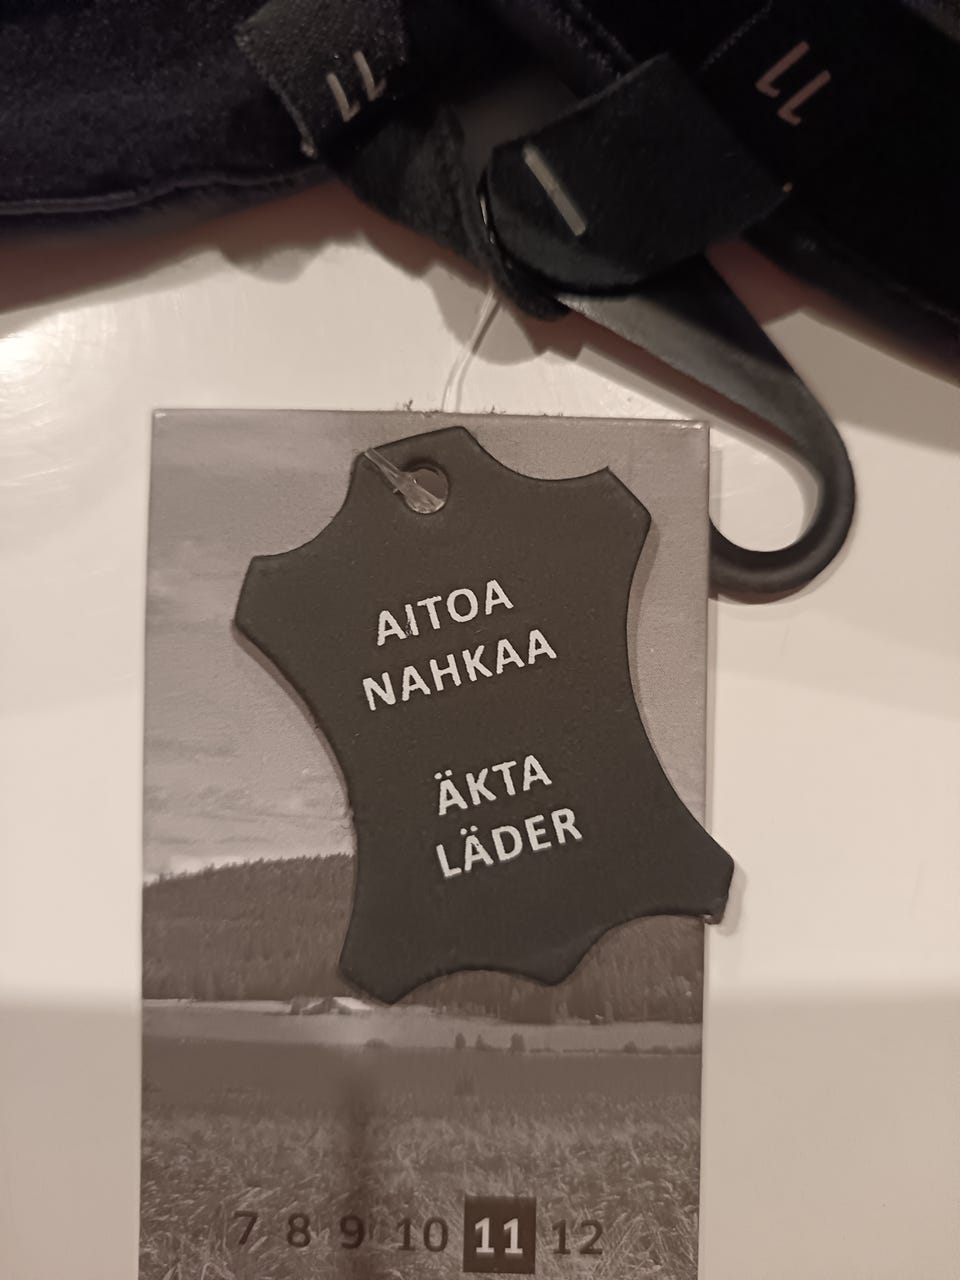 11
11
AITOA
NAHKAA
ÄKTA
LÄDER
7 8 9 10 11 12